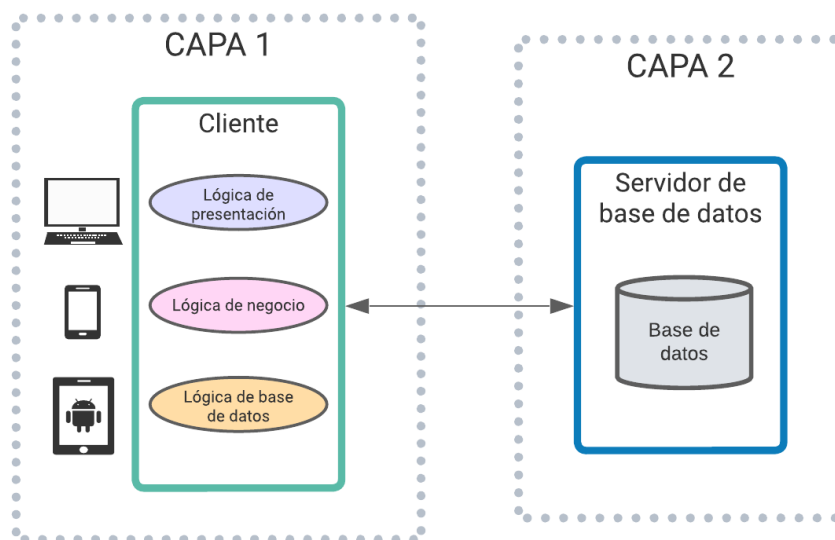 CAPA 1
Cliente
Lógica de
presentación
Lógica de negocio
Lógica de base
de datos
CAPA 2
Servidor de
base de datos
Base de
datos